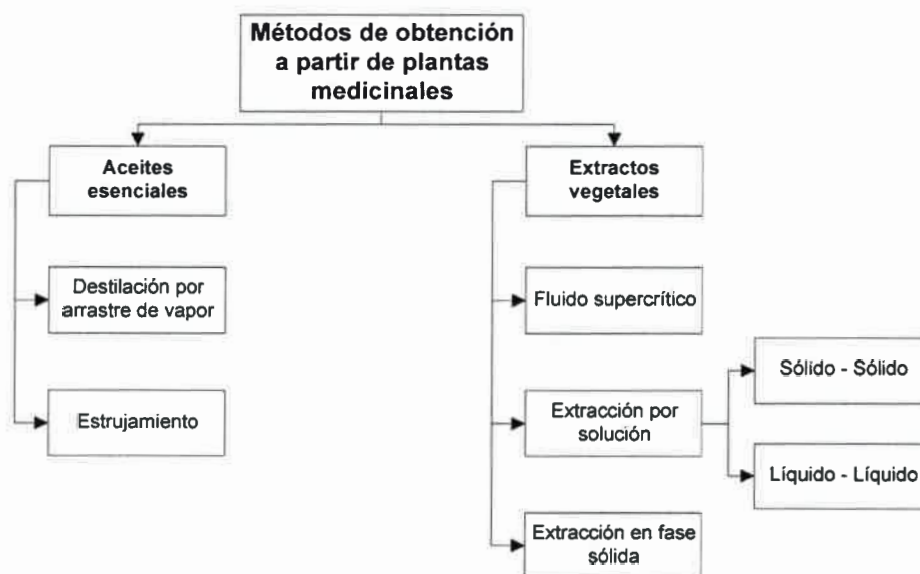 Métodos de obtención
a partir de plantas
medicinales
Aceites
esenciales
Extractos
vegetales
Destilación por
arrastre de vapor
Fluido supercrítico
Sólido - Sólido
Estrujamiento
Extracción por
solución
Líquido - Líquido
Extracción en fase
sólida